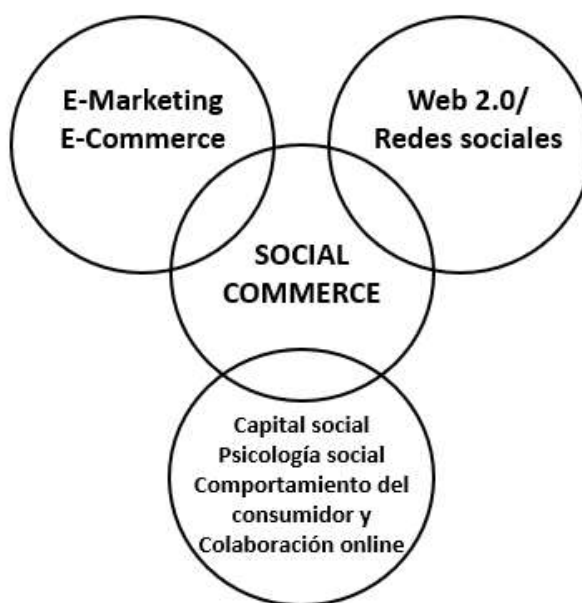 E-Marketing
E-Commerce
Web 2.0/
Redes sociales
SOCIAL
COMMERCE
Capital social
Psicología social
Comportamiento del
consumidor y
Colaboración online